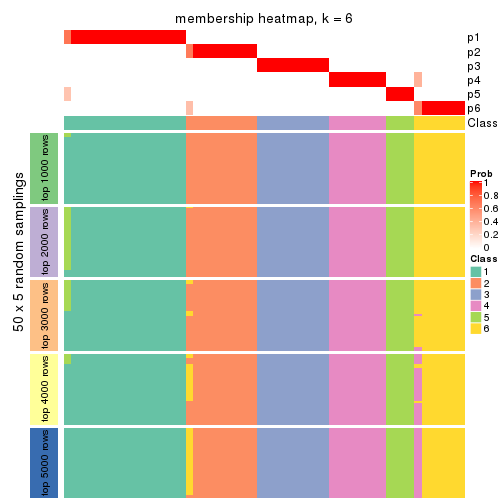 membership heatmap, k = 6
p1
p2
p3
p4
p5
p6
Class
50 x 5 random samplings
top 1000 rows
top 2000 rows
top 3000 rows
top 4000 rows
top 5000 rows
Prob
1
0.8
0.6
0.4
0.2
0
Class
1
2
3
4
5
6